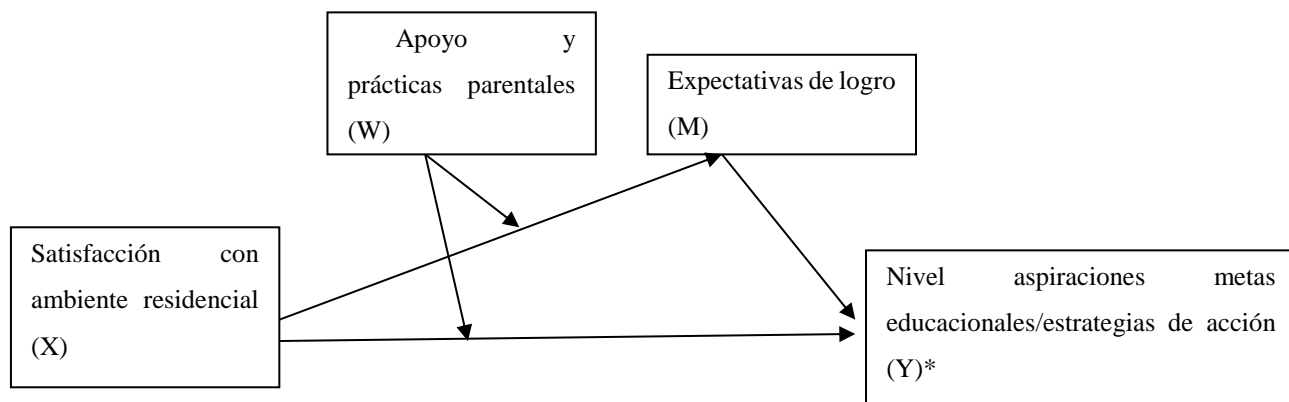 Apoyo y
prácticas parentales
(W)
Expectativas de logro
(M)
Satisfacción con
ambiente residencial
(X)
Nivel aspiraciones metas
educacionales/estrategias de acción
(Y)*